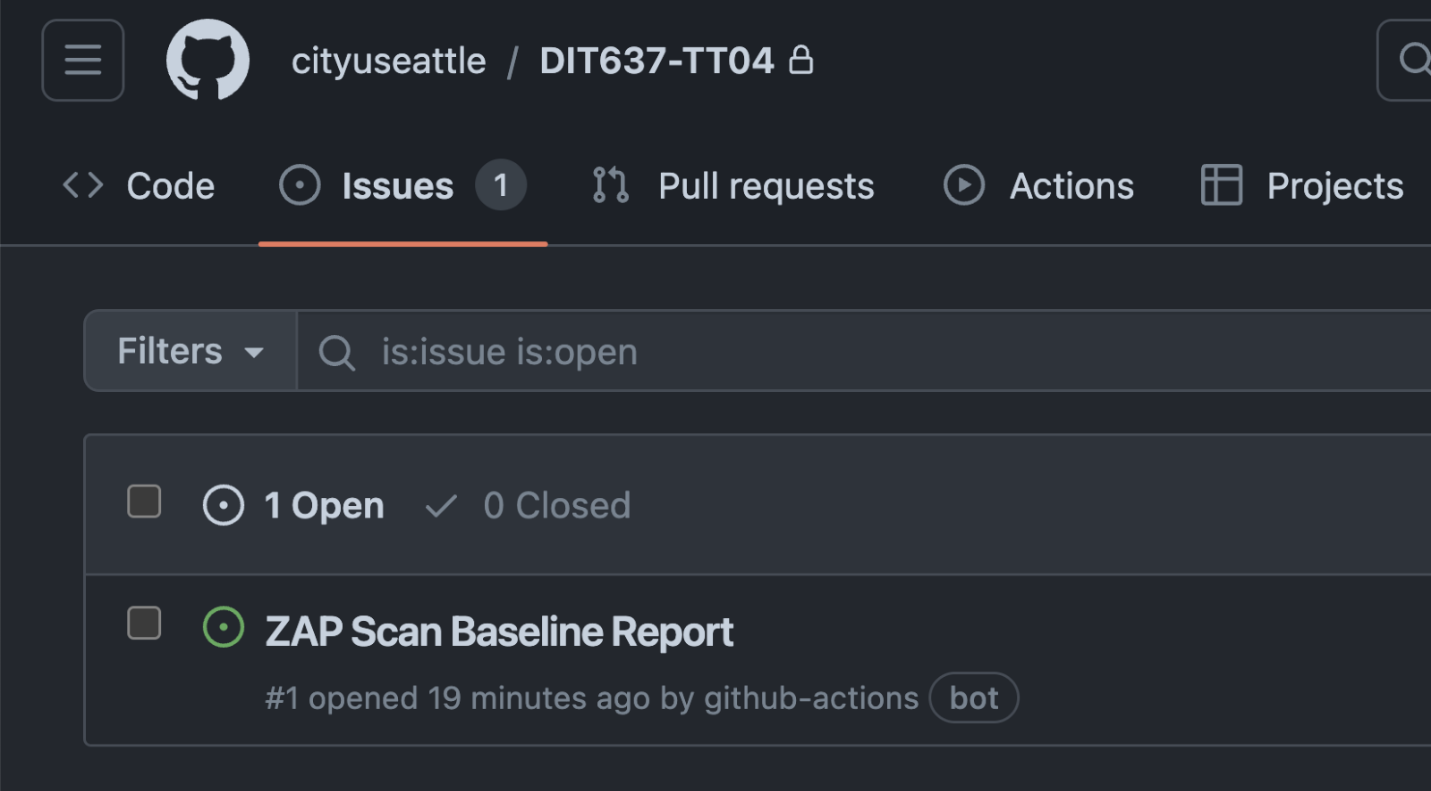 cityuseattle / DIT637-TT04
Code Issues 1 Pull requests Actions Projects
Filters is:issue is:open
1 Open 0 Closed
ZAP Scan Baseline Report
#1 opened 19 minutes ago by github-actions bot